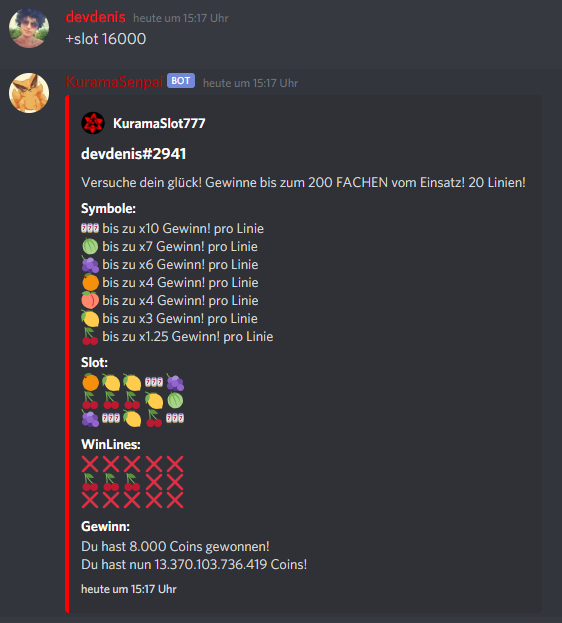 devdenis heute um 15:17 Uhr
+slot 16000
KuramaSenpai BOT heute um 15:17 Uhr
KuramaSlot777
devdenis#2941
Versuche dein glück! Gewinne bis zum 200 FACHEN vom Einsatz! 20 Linien!
Symbole:
bis zu x10 Gewinn! pro Linie
bis zu x7 Gewinn! pro Linie
bis zu x6 Gewinn! pro Linie
bis zu x4 Gewinn! pro Linie
bis zu x4 Gewinn! pro Linie
bis zu x3 Gewinn! pro Linie
bis zu x1.25 Gewinn! pro Linie
Slot:
WinLines:
Gewinn:
Du hast 8.000 Coins gewonnen!
Du hast nun 13.370.103.736.419 Coins!
heute um 15:17 Uhr